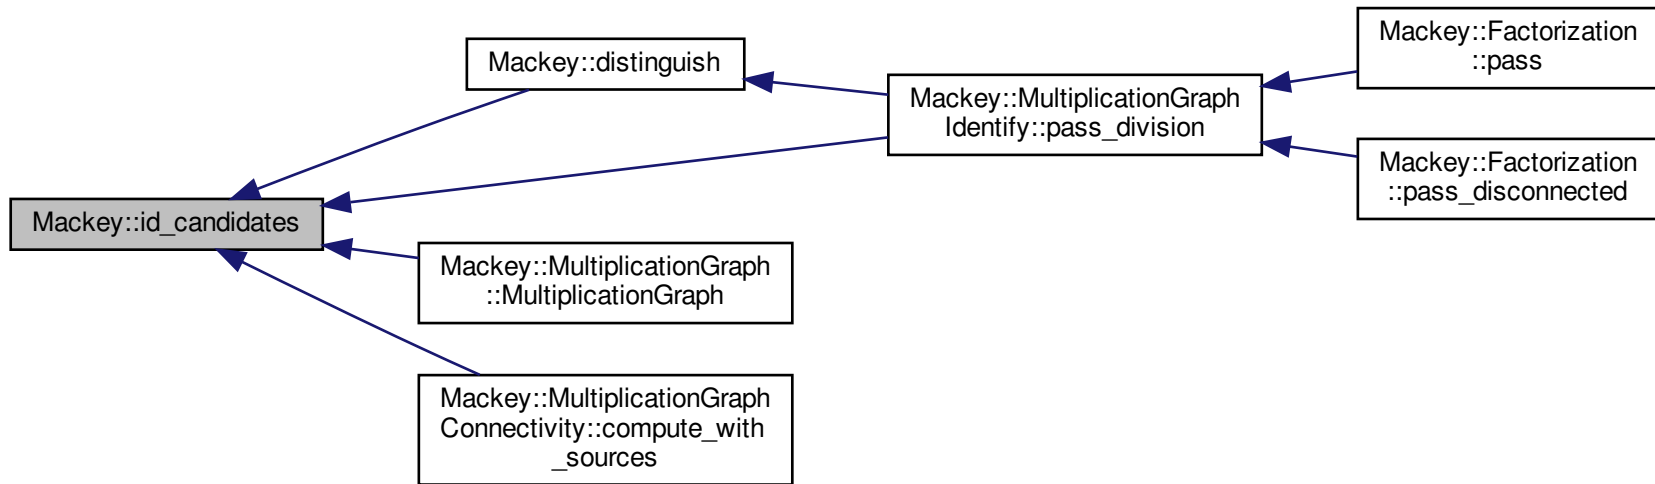 Mackey::id_candidates
Mackey::distinguish
Mackey::MultiplicationGraph
Identify::pass_division
Mackey::Factorization
::pass
Mackey::Factorization
::pass_disconnected
Mackey::MultiplicationGraph
::MultiplicationGraph
Mackey::MultiplicationGraph
Connectivity::compute_with
_sources